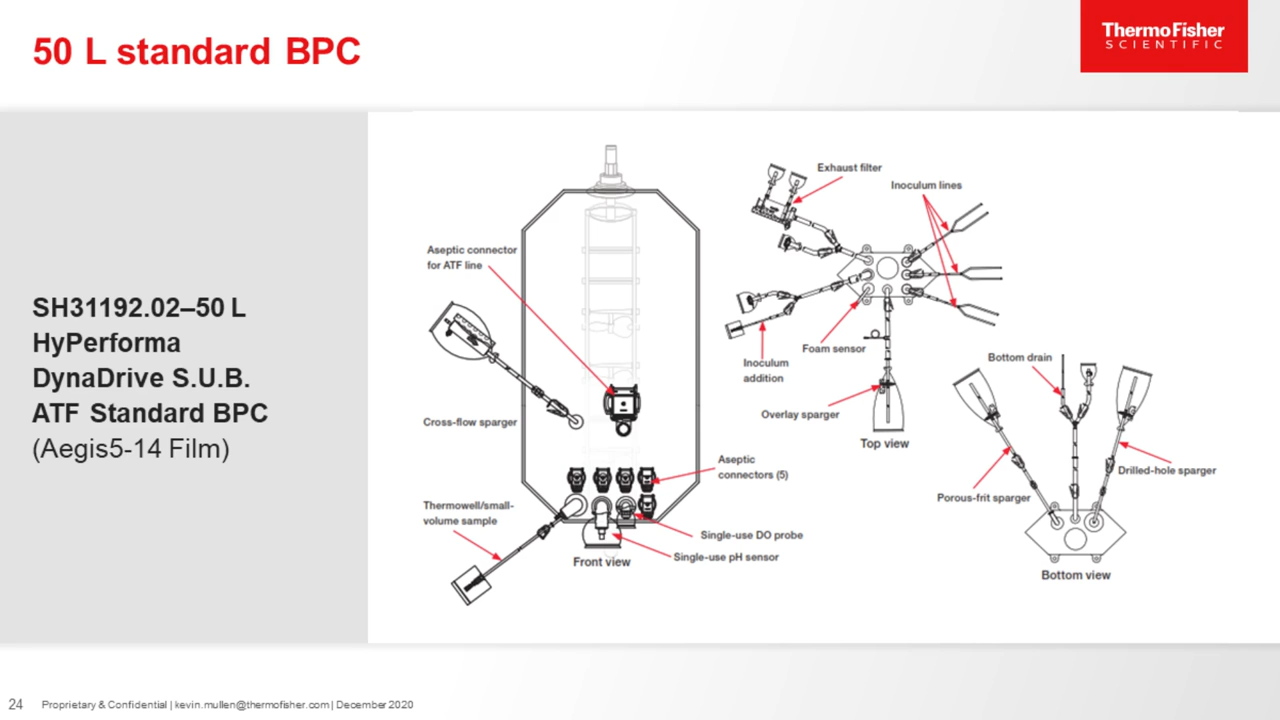 50 L standard BPC
ThermoFisher
SCIENTIFIC
SH31192.02–50 L
HyPerforma
DynaDrive S.U.B.
ATF Standard BPC
(Aegis5-14 Film)
Aseptic connector
for ATF line
Cross-flow sparger
Thermowell/small-
volume sample
Aseptic
connectors (5)
Single-use DO probe
Single-use pH sensor
Front view
Exhaust filter
Inoculum lines
Foam sensor
Inoculum
addition
Overlay sparger
Top view
Bottom drain
Drilled-hole sparger
Porous-frit sparger
Bottom view
24 Proprietary & Confidential | kevin.mullen@thermofisher.com | December 2020